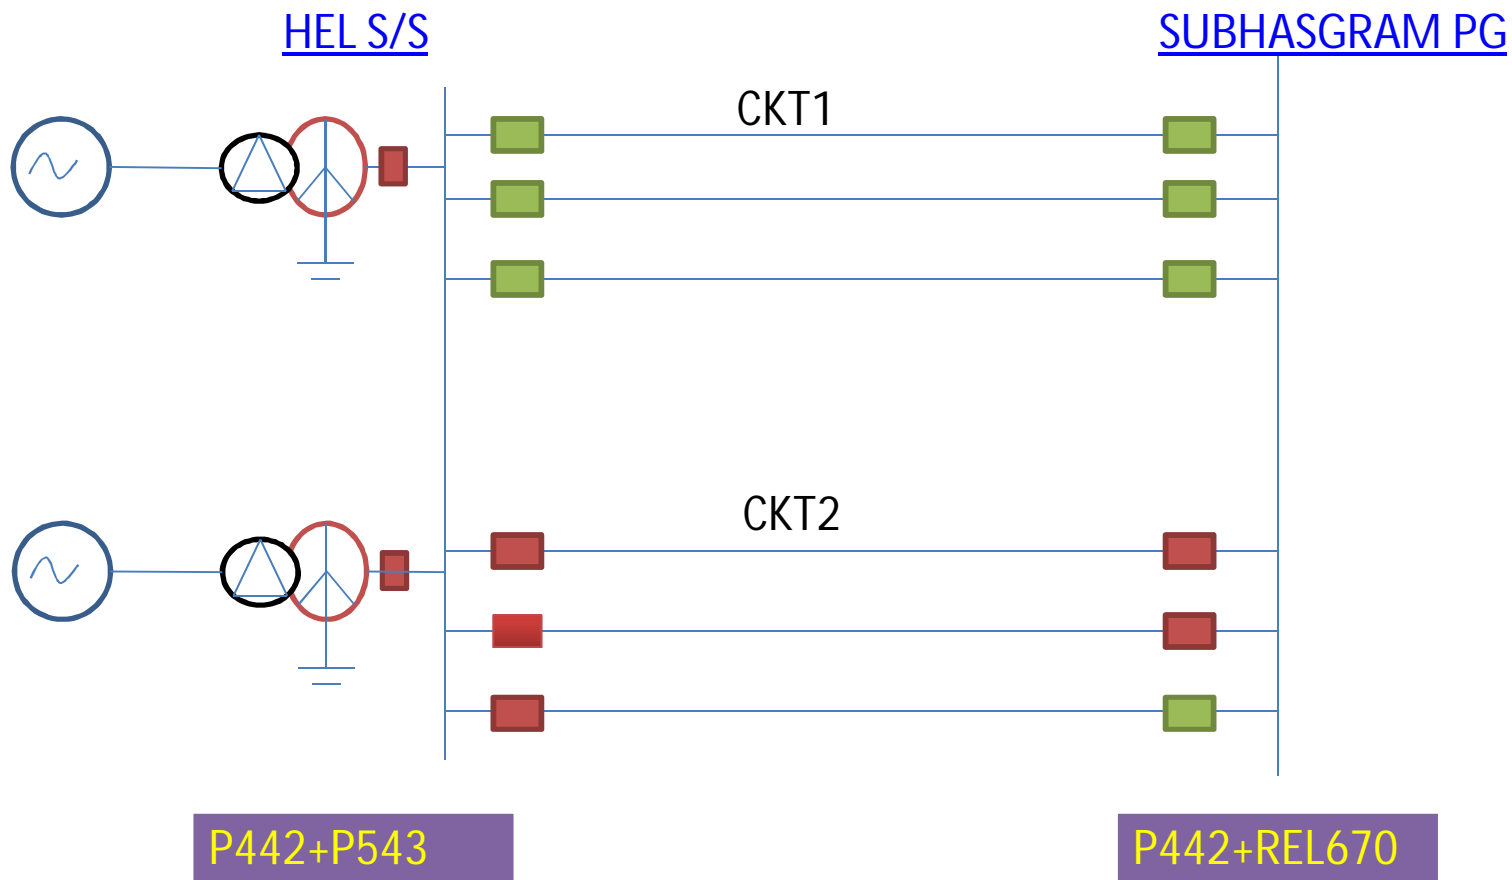 HEL S/S
SUBHASGRAM PG
CKT1
CKT2
P442+P543
P442+REL670